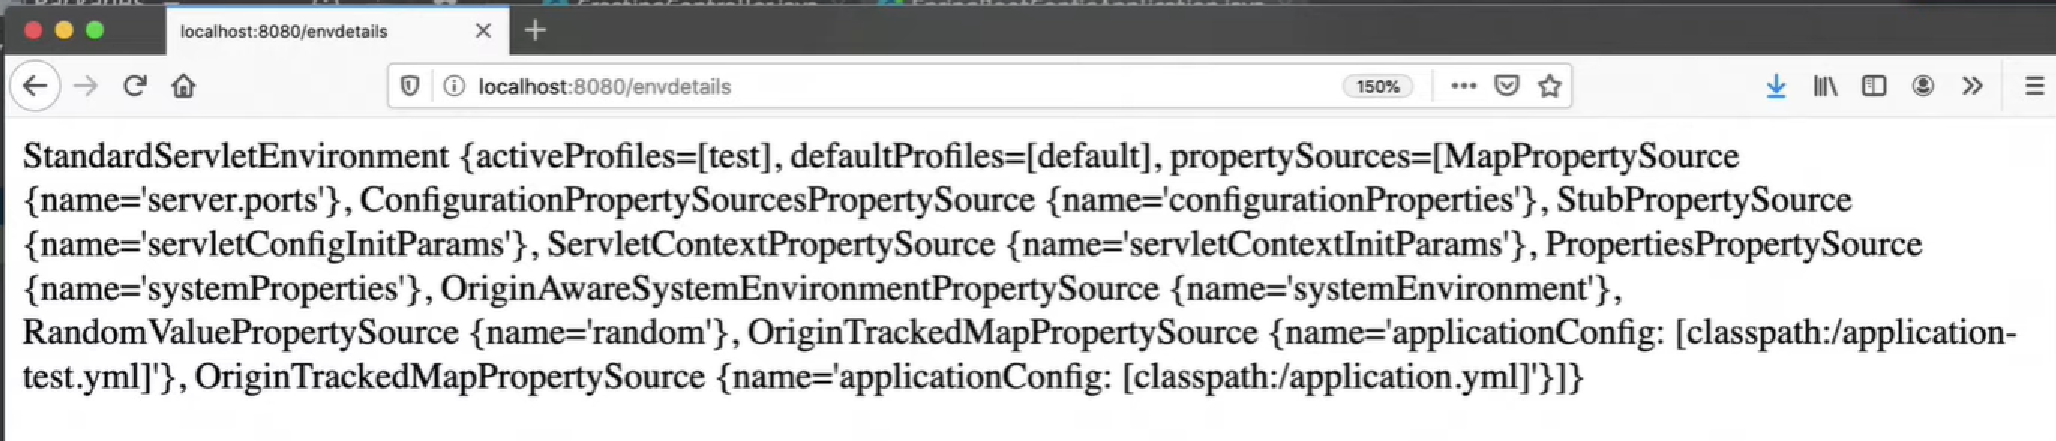 localhost:8080/envdetails
localhost:8080/envdetails
150%
StandardServletEnvironment {activeProfiles=[test], defaultProfiles=[default], propertySources=[MapPropertySource
{name='server.ports'}, ConfigurationPropertySourcesPropertySource {name='configurationProperties'}, StubPropertySource
{name='servletConfigInitParams'}, ServletContextPropertySource {name='servletContextInitParams'}, PropertiesPropertySource
{name='systemProperties'}, OriginAwareSystemEnvironmentPropertySource {name='systemEnvironment'},
RandomValuePropertySource {name='random'}, OriginTrackedMapPropertySource {name='applicationConfig: [classpath:/application-
test.yml]'}, OriginTrackedMapPropertySource {name='applicationConfig: [classpath:/application.yml]'}]}